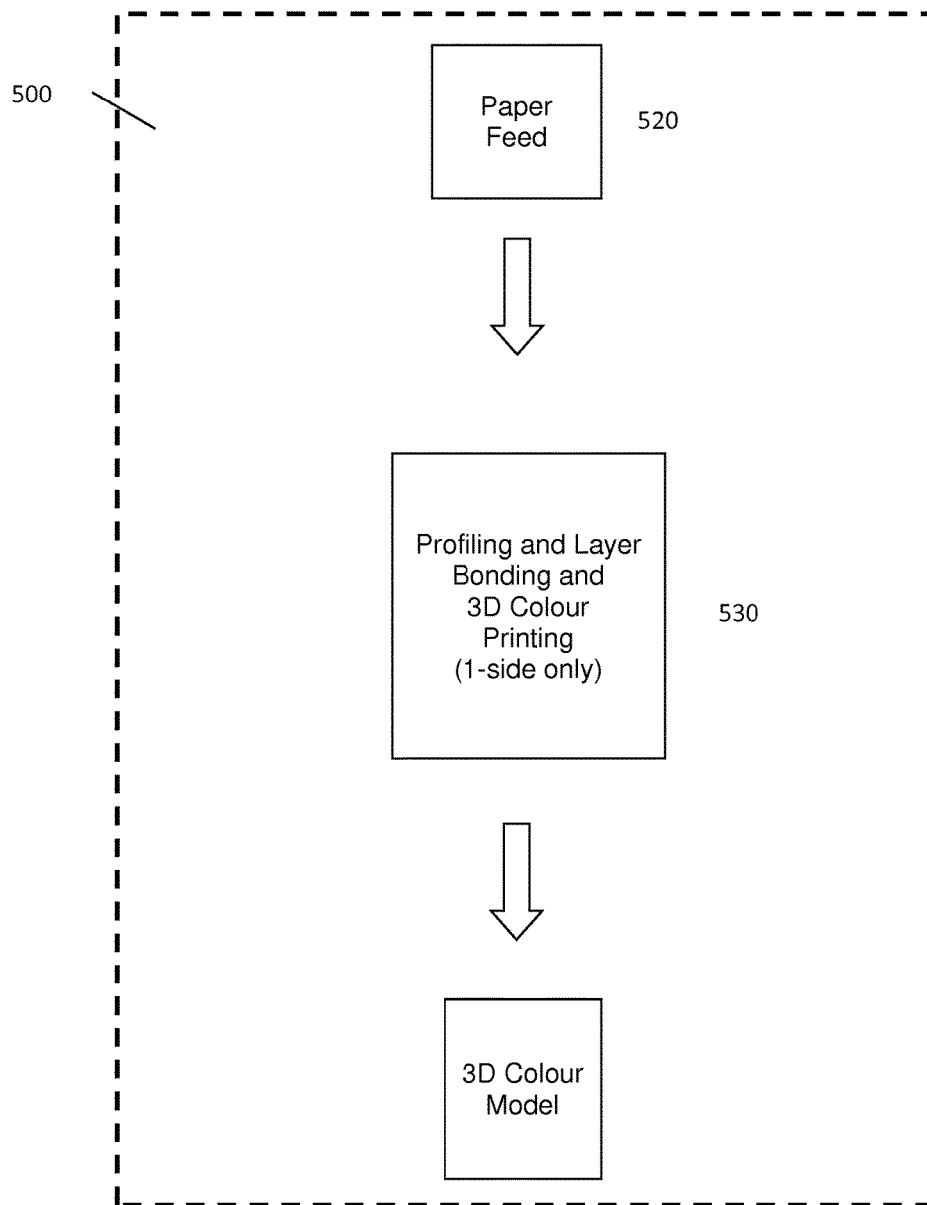 500
Paper
Feed
520
Profiling and Layer
Bonding and
3D Colour
Printing
(1-side only)
530
3D Colour
Model